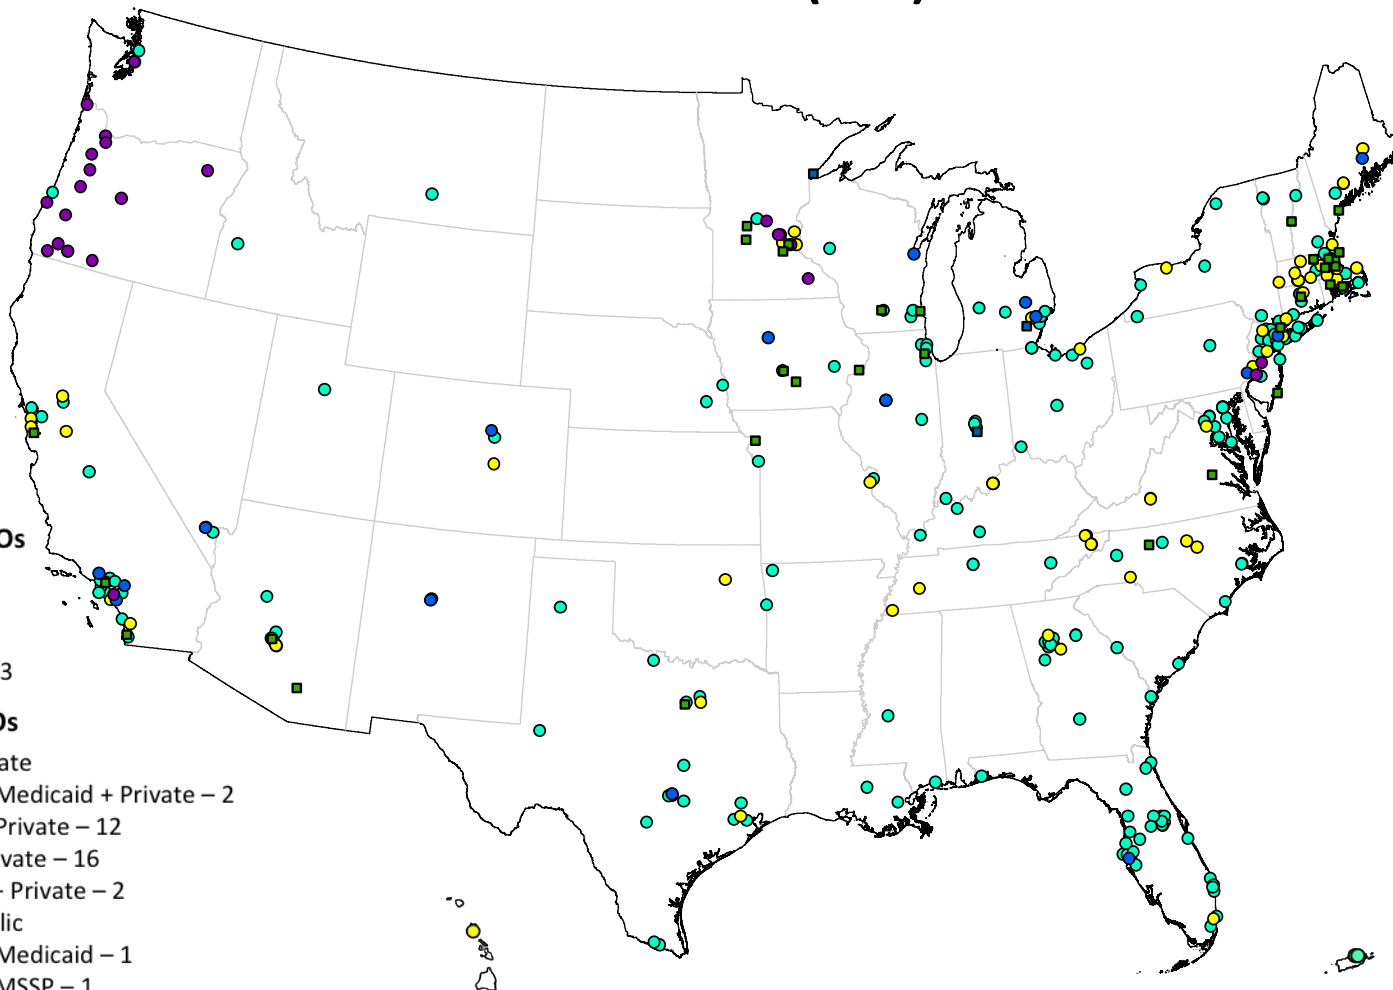 Os
3
Os
ate
Medicaid + Private – 2
Private – 12
vate – 16
- Private – 2
lic
Medicaid – 1
MSSP – 1